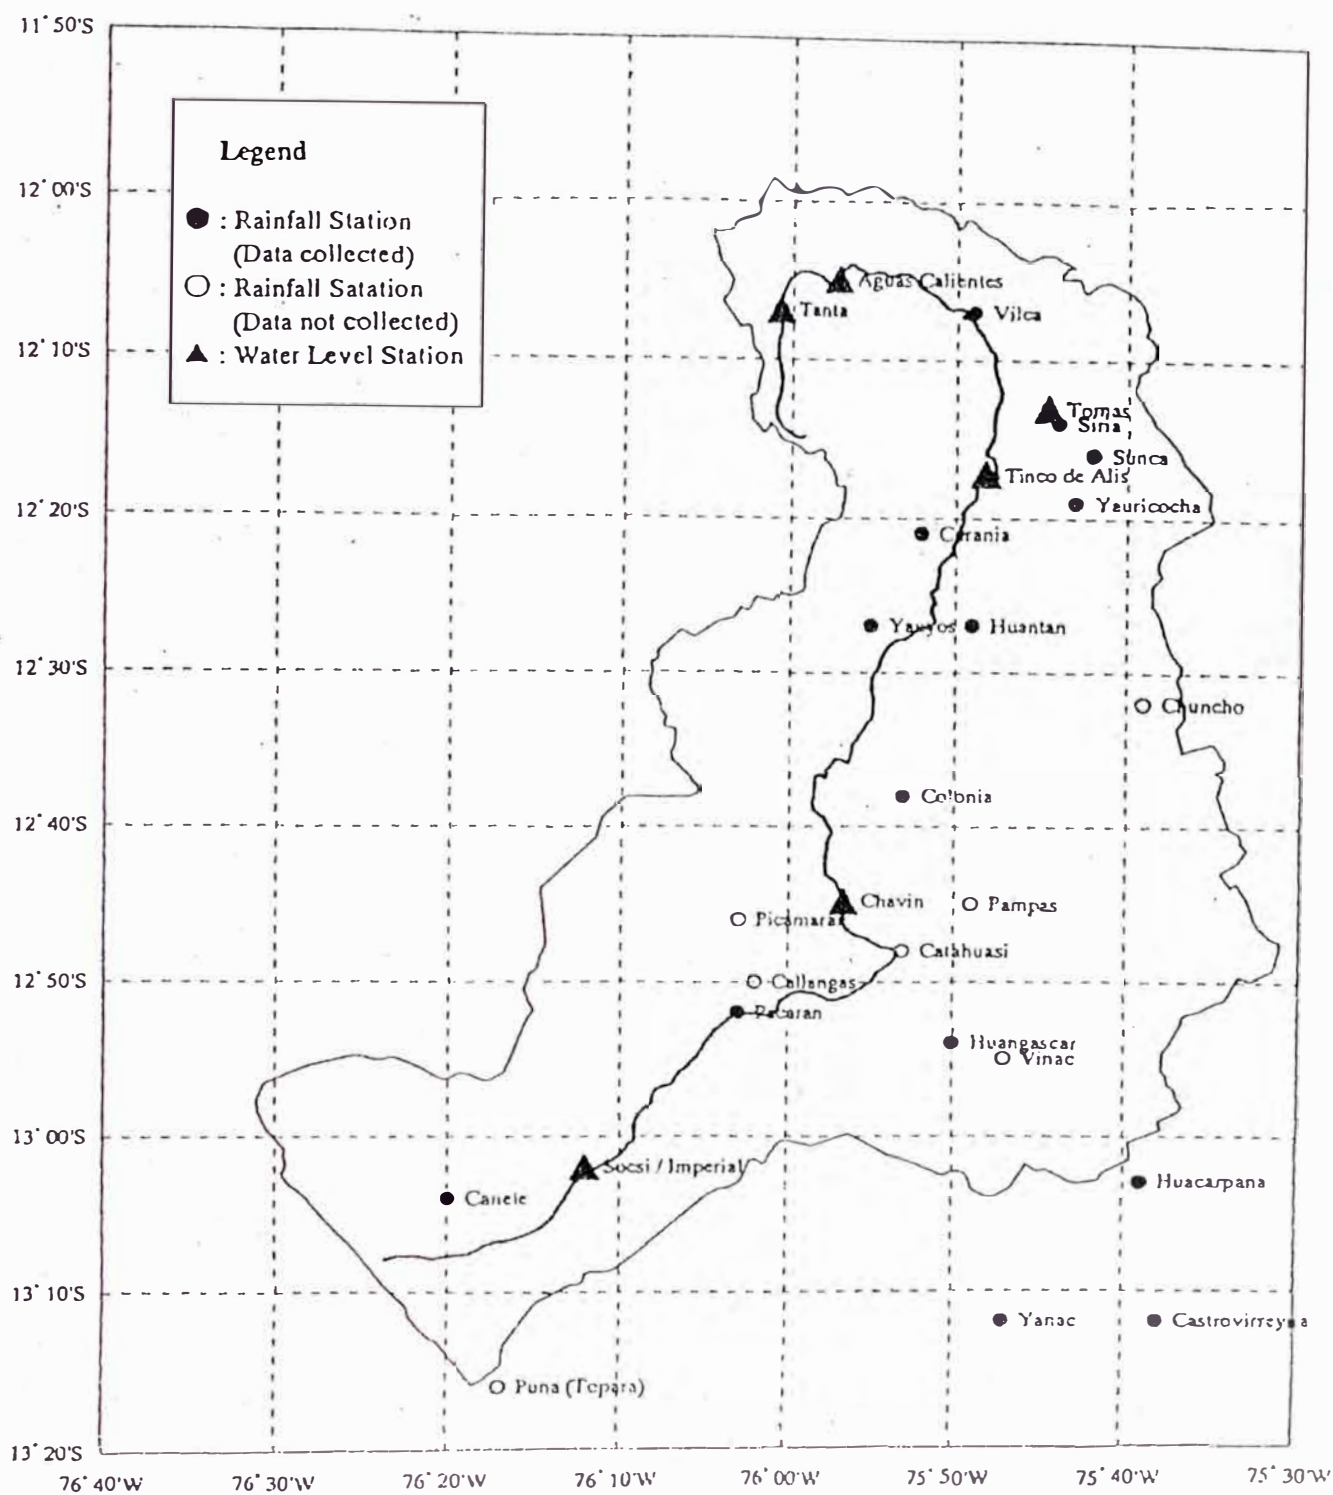 11°50'S
Legend
12°00'S
● : Rainfall Station
(Data collected)
○ : Rainfall Satation
(Data not collected)
▲ : Water Level Station
Aguas Calientes
Tanta
Vilca
12°10'S
Tomas
Siria
Sunca
Tinco de Alis
Yauricocha
12°20'S
Carania
Yauyos
Huantan
12°30'S
Chuncho
Colonia
12°40'S
Chavin
Pampas
Picamaran
Catahuasi
12°50'S
Callangas
Pacaran
Huangascar
Vinac
13°00'S
Socsi / Imperial
Canete
Huacarpana
13°10'S
Yanac
Castrovirreyna
Puna (Topara)
13°20'S
76°40'W
76°30'W
76°20'W
76°10'W
76°00'W
75°50'W
75°40'W
75°30'W